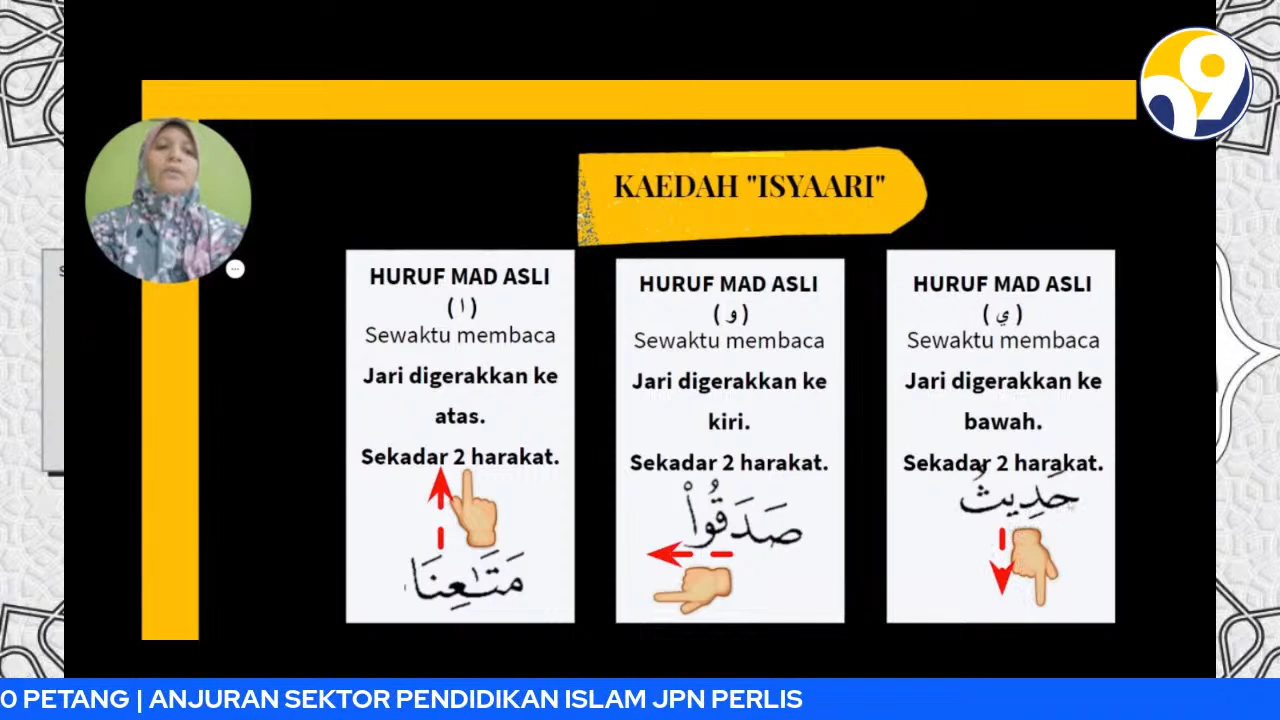 KAEDAH "ISYAARI"
HURUF MAD ASLI
( ا )
Sewaktu membaca
Jari digerakkan ke
atas.
Sekadar 2 harakat.
مَتَـٰعِنَا
HURUF MAD ASLI
( و )
Sewaktu membaca
Jari digerakkan ke
kiri.
Sekadar 2 harakat.
صَدَقُوا۟
HURUF MAD ASLI
( ي )
Sewaktu membaca
Jari digerakkan ke
bawah.
Sekadar 2 harakat.
حَدِيثُ
0 PETANG | ANJURAN SEKTOR PENDIDIKAN ISLAM JPN PERLIS